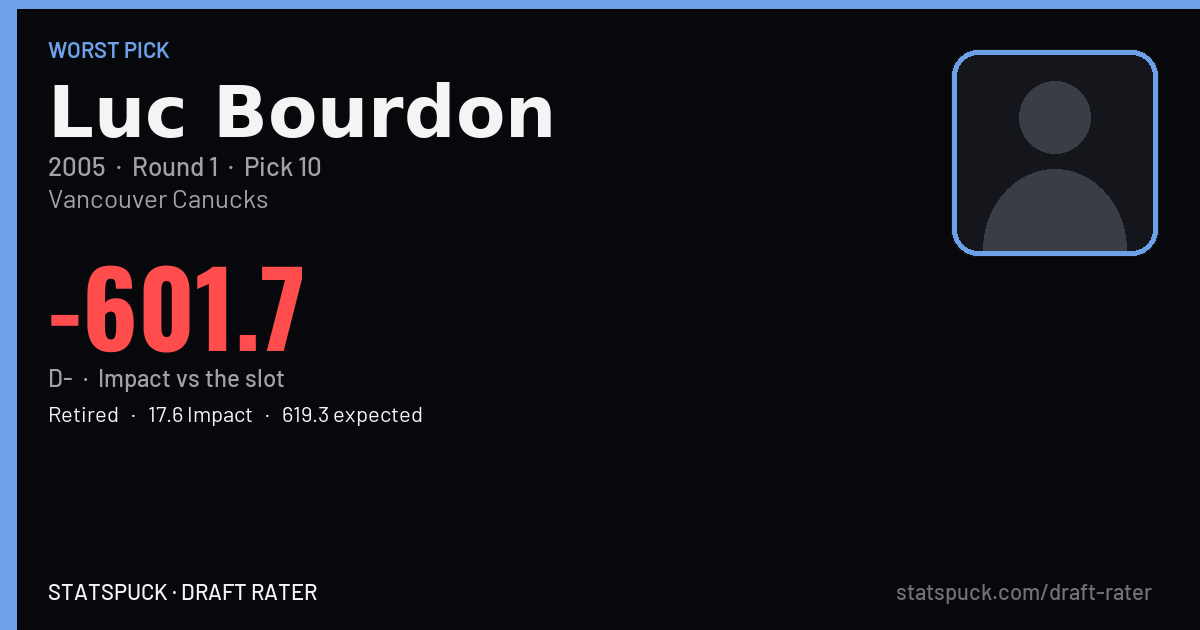 WORST PICK
Luc Bourdon
2005 · Round 1 · Pick 10
Vancouver Canucks
-601.7
D- · Impact vs the slot
Retired · 17.6 Impact · 619.3 expected
STATSPUCK · DRAFT RATER
statspuck.com/draft-rater